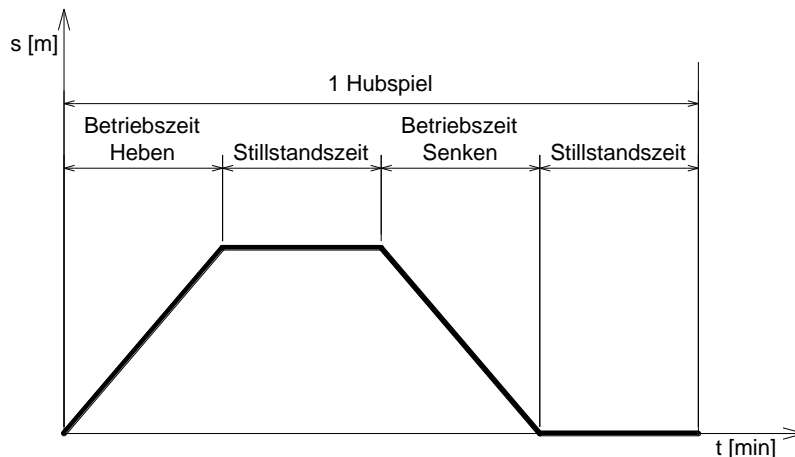 s [m]
1 Hubspiel
Betriebszeit
Heben
Stillstandszeit
Betriebszeit
Senken
Stillstandszeit
t [min]